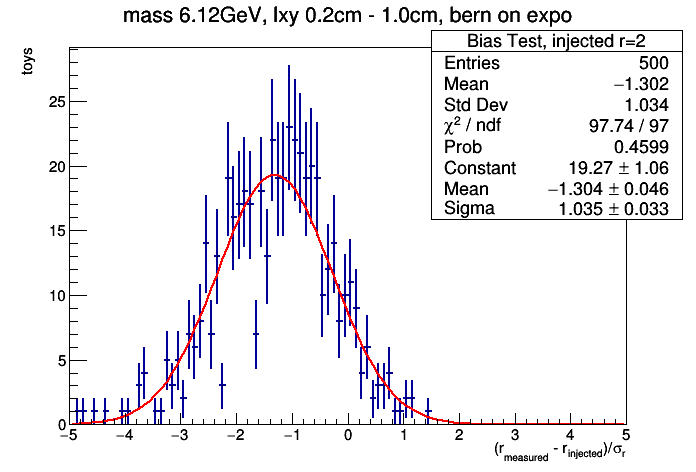 mass 6.12GeV, lxy 0.2cm - 1.0cm, bern on expo
toys
Bias Test, injected r=2
Entries 500
Mean −1.302
Std Dev 1.034
χ² / ndf 97.74 / 97
Prob 0.4599
Constant 19.27 ± 1.06
Mean −1.304 ± 0.046
Sigma 1.035 ± 0.033
25
20
15
10
5
0
−5 −4 −3 −2 −1 0 1 2 3 4 5
(r_measured - r_injected)/σ_r